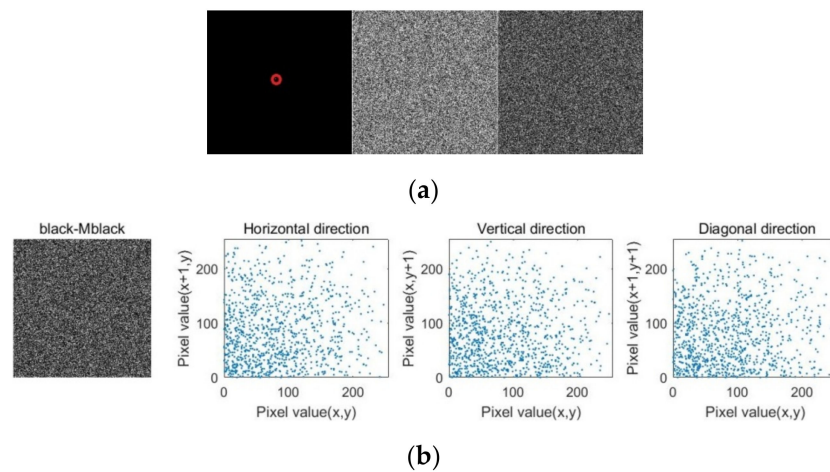 (a)
black-Mblack
Horizontal direction
Vertical direction
Diagonal direction
Pixel value(x+1,y)
200
100
0
0 100 200
Pixel value(x,y)
Pixel value(x,y+1)
200
100
0
0 100 200
Pixel value(x,y)
Pixel value(x+1,y+1)
200
100
0
0 100 200
Pixel value(x,y)
(b)